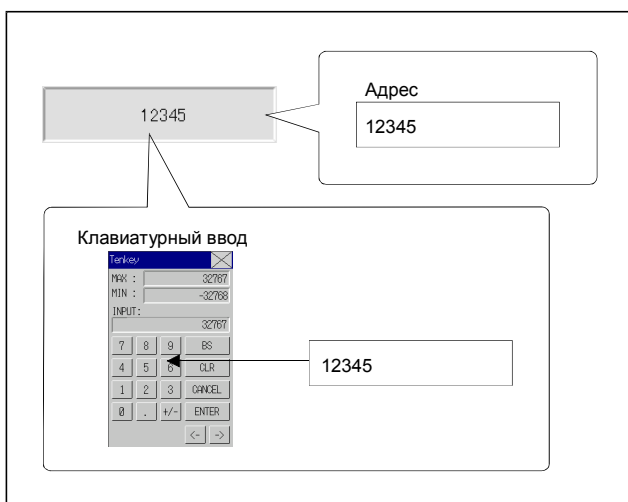 12345
Адрес
12345
Клавиатурный ввод
Tenkey
MAX : 32767
MIN : -32768
INPUT:
32767
7 8 9 BS
4 5 6 CLR
12345
1 2 3 CANCEL
0 . +/- ENTER
<- ->